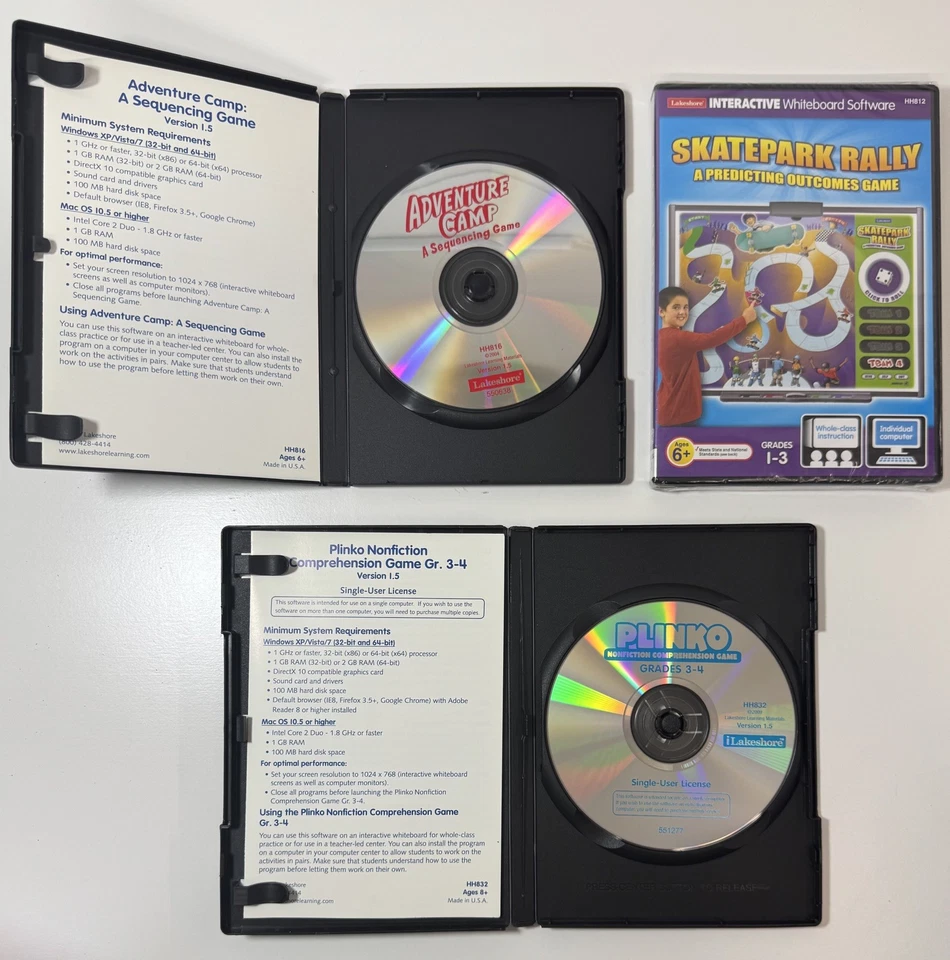 Adventure Camp:
A Sequencing Game
Version 1.5
Minimum System Requirements
Windows XP/Vista/7 (32-bit and 64-bit)
• 1 GHz or faster, 32-bit (x86) or 64-bit (x64) processor
• 1 GB RAM (32-bit) or 2 GB RAM (64-bit)
• DirectX 10 compatible graphics card
• Sound card and drivers
• 100 MB hard disk space
• Default browser (IE8, Firefox 3.5+, Google Chrome)
Mac OS 10.5 or higher
• Intel Core 2 Duo - 1.8 GHz or faster
• 1 GB RAM
• 100 MB hard disk space
For optimal performance:
• Set your screen resolution to 1024 x 768 (interactive whiteboard
screens as well as computer monitors).
• Close all programs before launching Adventure Camp: A
Sequencing Game.
Using Adventure Camp: A Sequencing Game
You can use this software on an interactive whiteboard for whole-
class practice or for use in a teacher-led center. You can also install the
program on a computer in your computer center to allow students to
work on the activities in pairs. Make sure that students understand
how to use the program before letting them work on their own.
Lakeshore
(800) 428-4414
www.lakeshorelearning.com
HH816
Ages 6+
Made in U.S.A.
ADVENTURE
CAMP
A Sequencing Game
HH816
Lakeshore Learning Materials
Version 1.5
Lakeshore
550638
Lakeshore INTERACTIVE Whiteboard Software HH812
SKATEPARK RALLY
A PREDICTING OUTCOMES GAME
SKATEPARK
RALLY
CLICK TO ROLL
TEAM 1
TEAM 2
TEAM 3
TEAM 4
Ages
6+
Meets State and National
Standards
GRADES
1-3
Whole-class
instruction
Individual
computer
Plinko Nonfiction
Comprehension Game Gr. 3-4
Version 1.5
Single-User License
This software is intended for use on a single computer. If you wish to use the
software on more than one computer, you will need to purchase multiple copies.
Minimum System Requirements
Windows XP/Vista/7 (32-bit and 64-bit)
• 1 GHz or faster, 32-bit (x86) or 64-bit (x64) processor
• 1 GB RAM (32-bit) or 2 GB RAM (64-bit)
• DirectX 10 compatible graphics card
• Sound card and drivers
• 100 MB hard disk space
• Default browser (IE8, Firefox 3.5+, Google Chrome) with Adobe
Reader 8 or higher installed
Mac OS 10.5 or higher
• Intel Core 2 Duo - 1.8 GHz or faster
• 1 GB RAM
• 100 MB hard disk space
For optimal performance:
• Set your screen resolution to 1024 x 768 (interactive whiteboard
screens as well as computer monitors).
• Close all programs before launching the Plinko Nonfiction
Comprehension Game Gr. 3-4.
Using the Plinko Nonfiction Comprehension Game
Gr. 3-4
You can use this software on an interactive whiteboard for whole-class
practice or for use in a teacher-led center. You can also install the program
on a computer in your computer center to allow students to work on the
activities in pairs. Make sure that students understand how to use the
program before letting them work on their own.
HH832
Ages 8+
Made in U.S.A.
PLINKO
NONFICTION COMPREHENSION GAME
GRADES 3-4
HH832
Lakeshore Learning Materials
Version 1.5
Lakeshore
Single-User License
551277